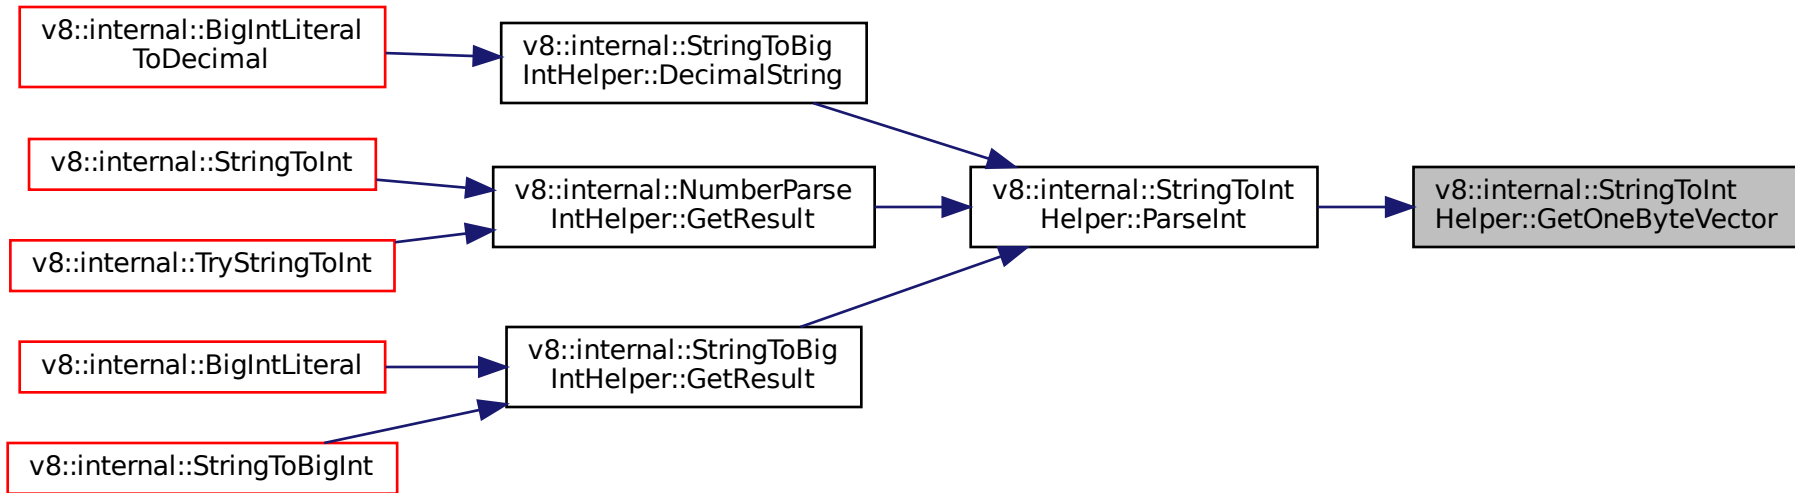 v8::internal::BigIntLiteral
ToDecimal
v8::internal::StringToBig
IntHelper::DecimalString
v8::internal::StringToInt
v8::internal::TryStringToInt
v8::internal::NumberParse
IntHelper::GetResult
v8::internal::StringToInt
Helper::ParseInt
v8::internal::StringToInt
Helper::GetOneByteVector
v8::internal::BigIntLiteral
v8::internal::StringToBigInt
v8::internal::StringToBig
IntHelper::GetResult